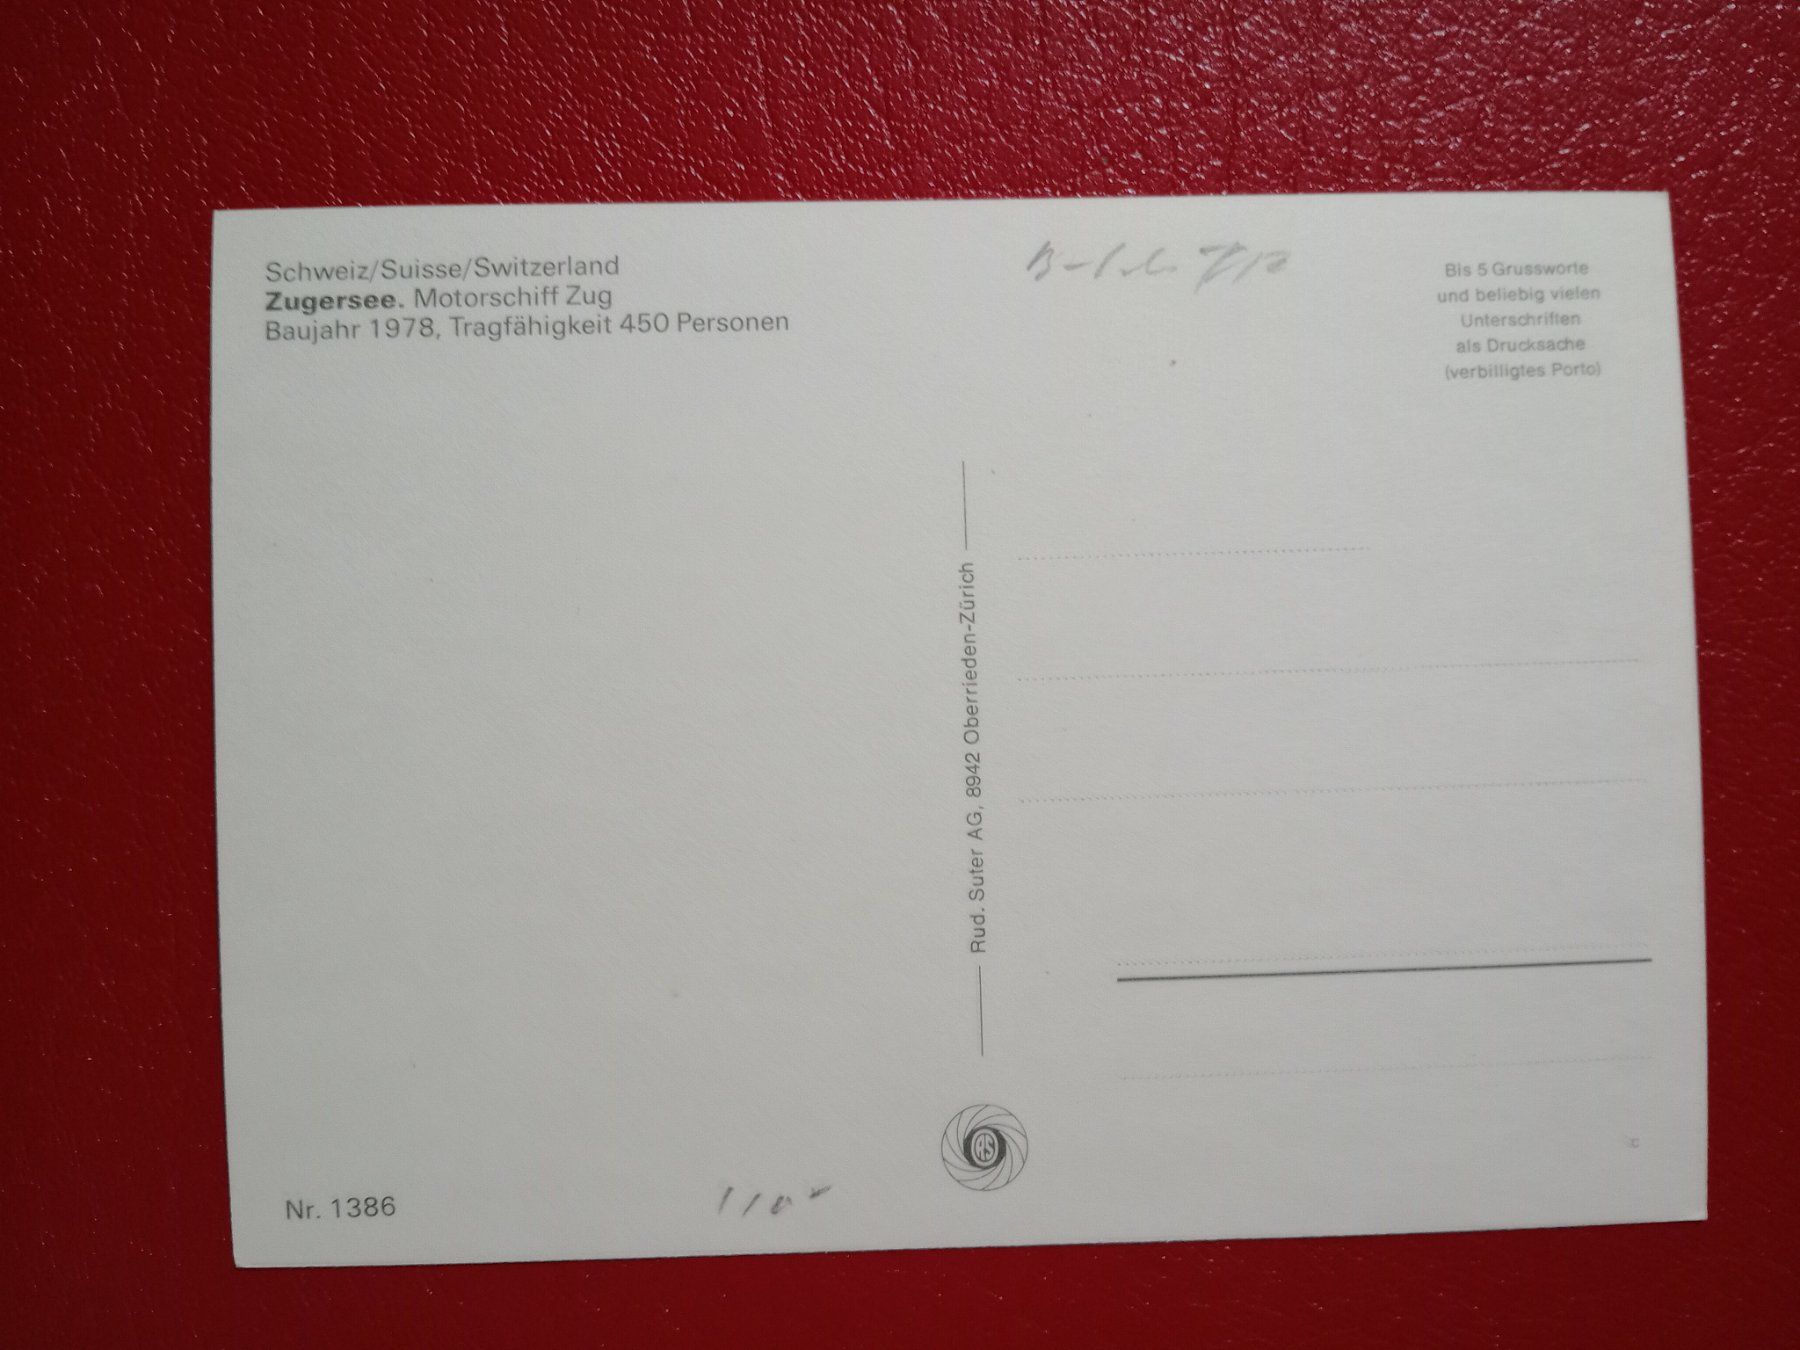 Schweiz/Suisse/Switzerland
Zugersee. Motorschiff Zug
Baujahr 1978, Tragfähigkeit 450 Personen
Bis 5 Grussworte
und beliebig vielen
Unterschriften
als Drucksache
(verbilligtes Porto)
Rud. Suter AG, 8942 Oberrieden-Zürich
RS
Nr. 1386